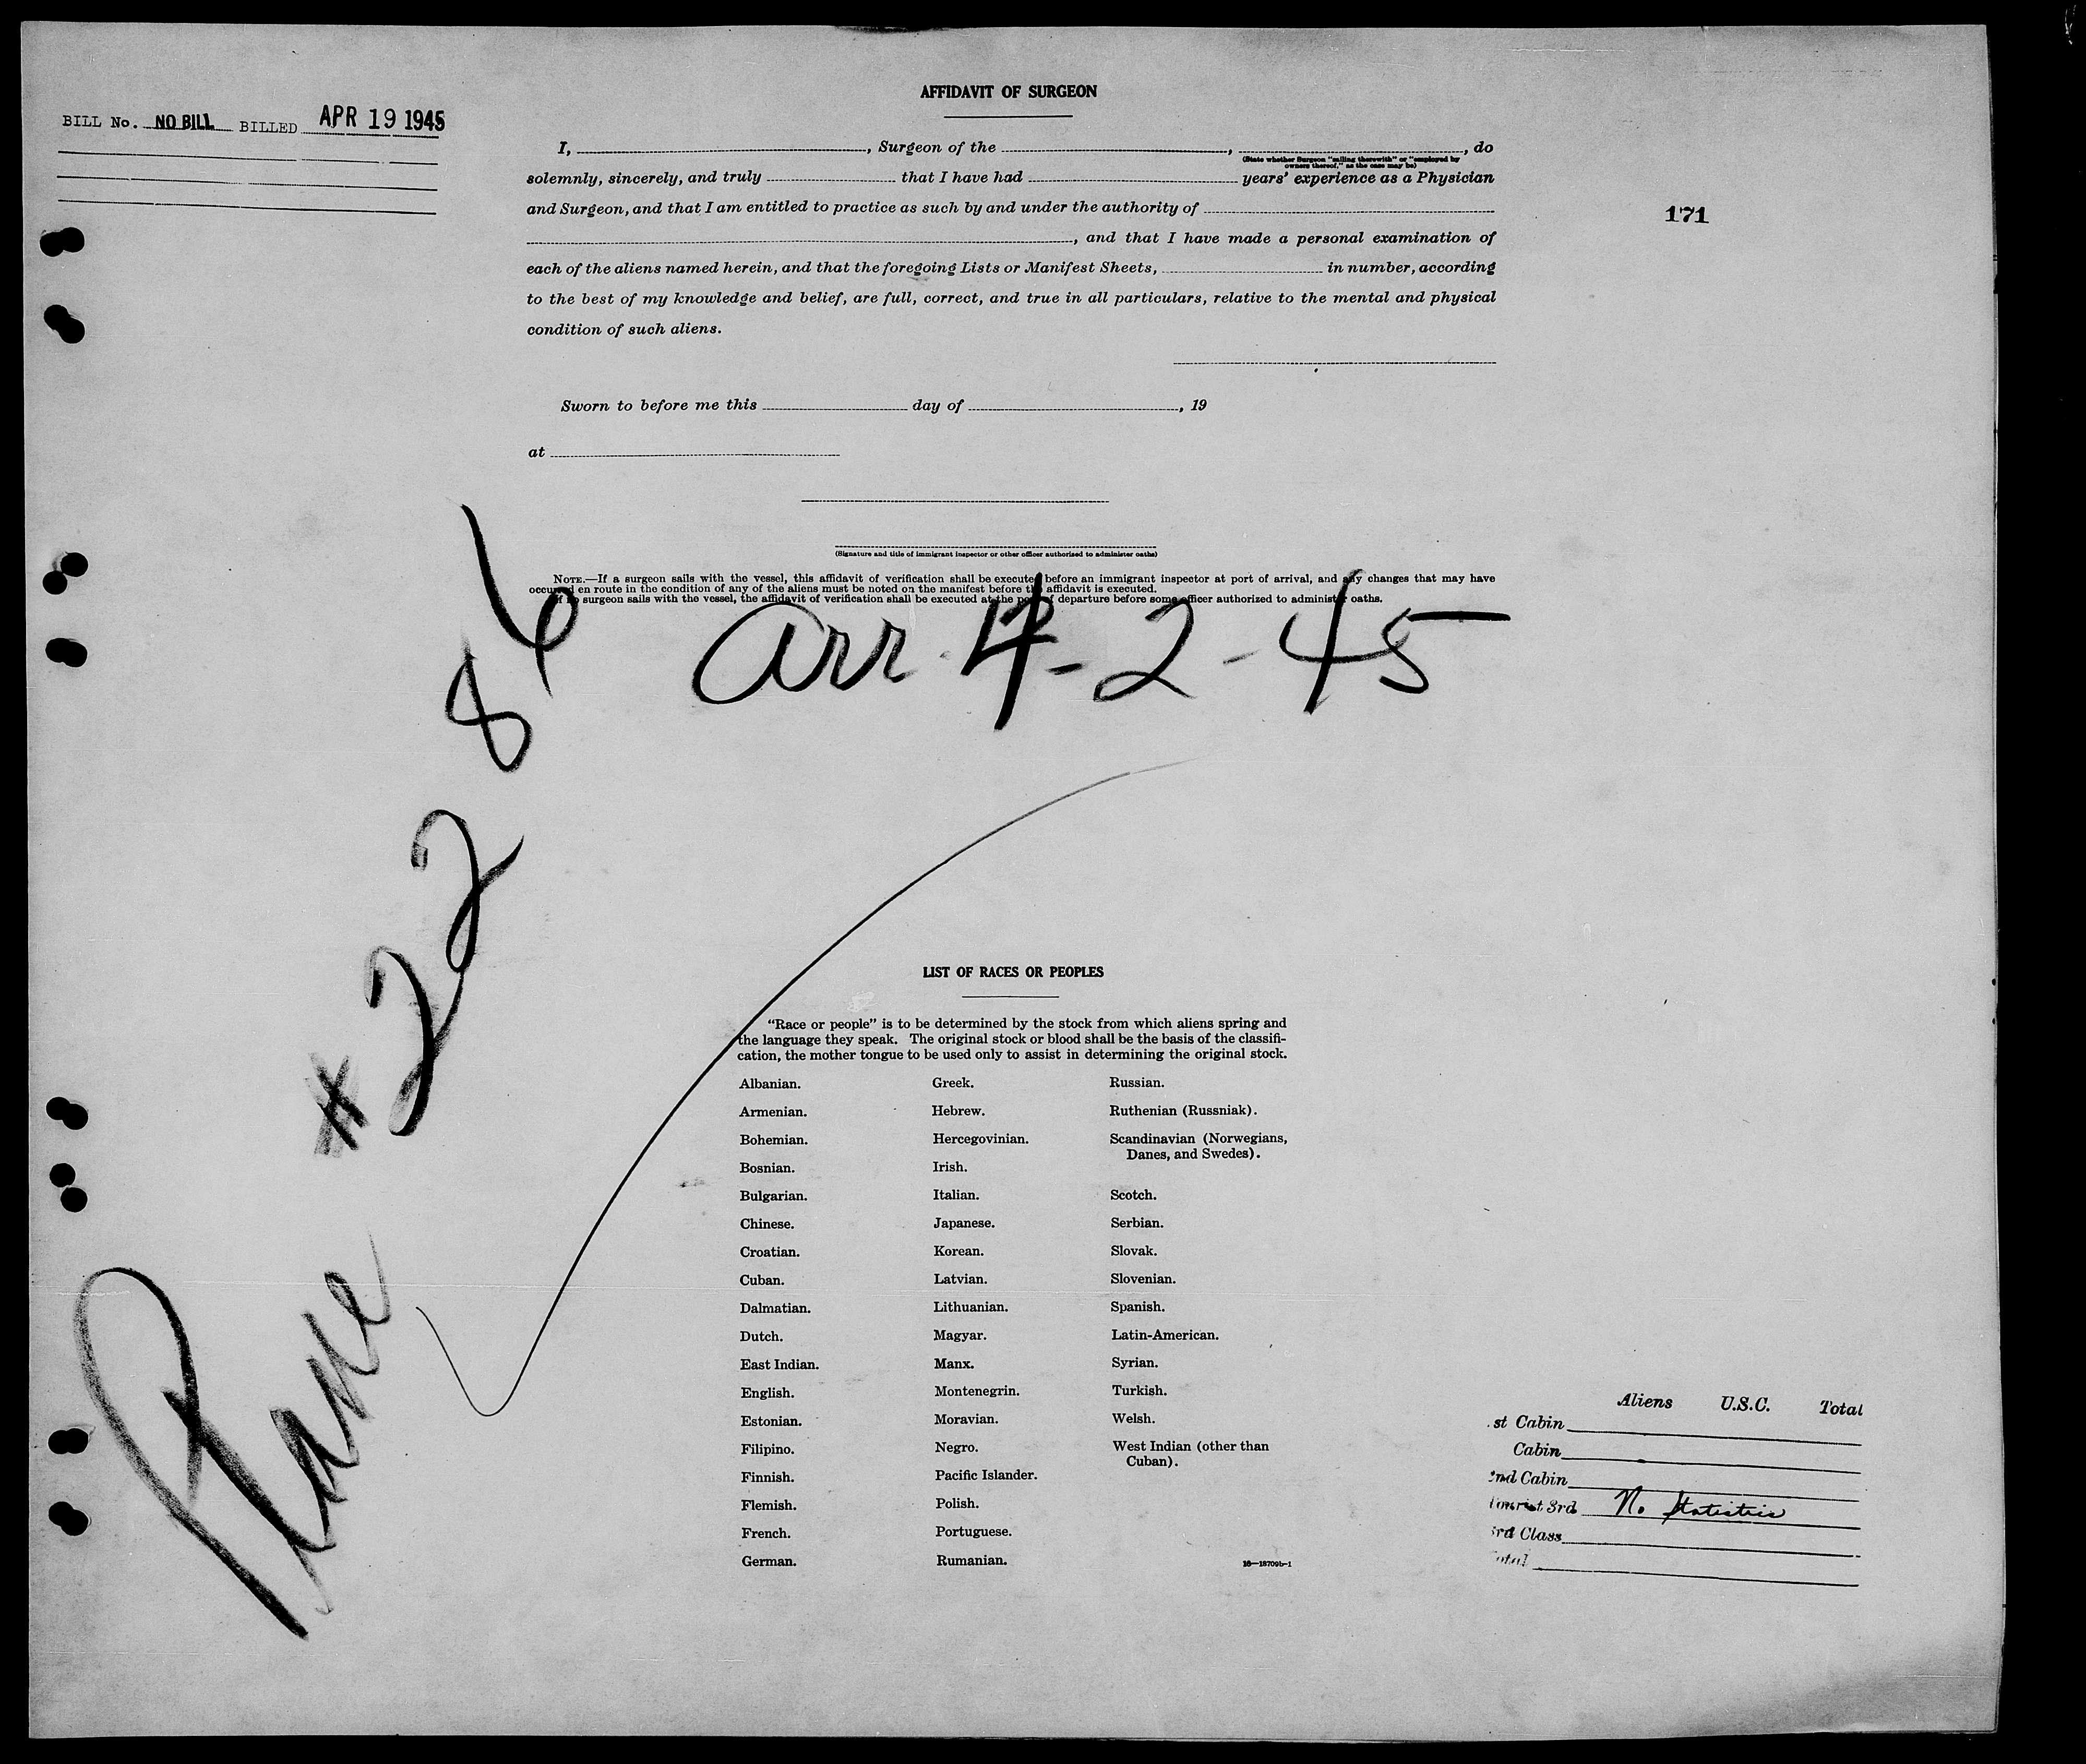 BILL No. NO BILL BILLED APR 19 1945
AFFIDAVIT OF SURGEON
I, , Surgeon of the , , do
(State whether Surgeon "sailing therewith" or "employed by
owners thereof," as the case may be)
solemnly, sincerely, and truly that I have had years' experience as a Physician
and Surgeon, and that I am entitled to practice as such by and under the authority of
, and that I have made a personal examination of
each of the aliens named herein, and that the foregoing Lists or Manifest Sheets, in number, according
to the best of my knowledge and belief, are full, correct, and true in all particulars, relative to the mental and physical
condition of such aliens.
171
Sworn to before me this day of , 19
at
(Signature and title of immigrant inspector or other officer authorized to administer oaths)
NOTE.—If a surgeon sails with the vessel, this affidavit of verification shall be executed before an immigrant inspector at port of arrival, and any changes that may have
occurred en route in the condition of any of the aliens must be noted on the manifest before the affidavit is executed.
If no surgeon sails with the vessel, the affidavit of verification shall be executed at the port of departure before some officer authorized to administer oaths.
arr. 4-2-45
Plane #2286
LIST OF RACES OR PEOPLES
"Race or people" is to be determined by the stock from which aliens spring and
the language they speak. The original stock or blood shall be the basis of the classifi-
cation, the mother tongue to be used only to assist in determining the original stock.
Albanian.
Armenian.
Bohemian.
Bosnian.
Bulgarian.
Chinese.
Croatian.
Cuban.
Dalmatian.
Dutch.
East Indian.
English.
Estonian.
Filipino.
Finnish.
Flemish.
French.
German.
Greek.
Hebrew.
Hercegovinian.
Irish.
Italian.
Japanese.
Korean.
Latvian.
Lithuanian.
Magyar.
Manx.
Montenegrin.
Moravian.
Negro.
Pacific Islander.
Polish.
Portuguese.
Rumanian.
Russian.
Ruthenian (Russniak).
Scandinavian (Norwegians,
Danes, and Swedes).
Scotch.
Serbian.
Slovak.
Slovenian.
Spanish.
Latin-American.
Syrian.
Turkish.
Welsh.
West Indian (other than
Cuban).
16—18709b-1
Aliens U.S.C. Total
st Cabin
Cabin
2nd Cabin
Tourist 3rd No Statistics
3rd Class
Total